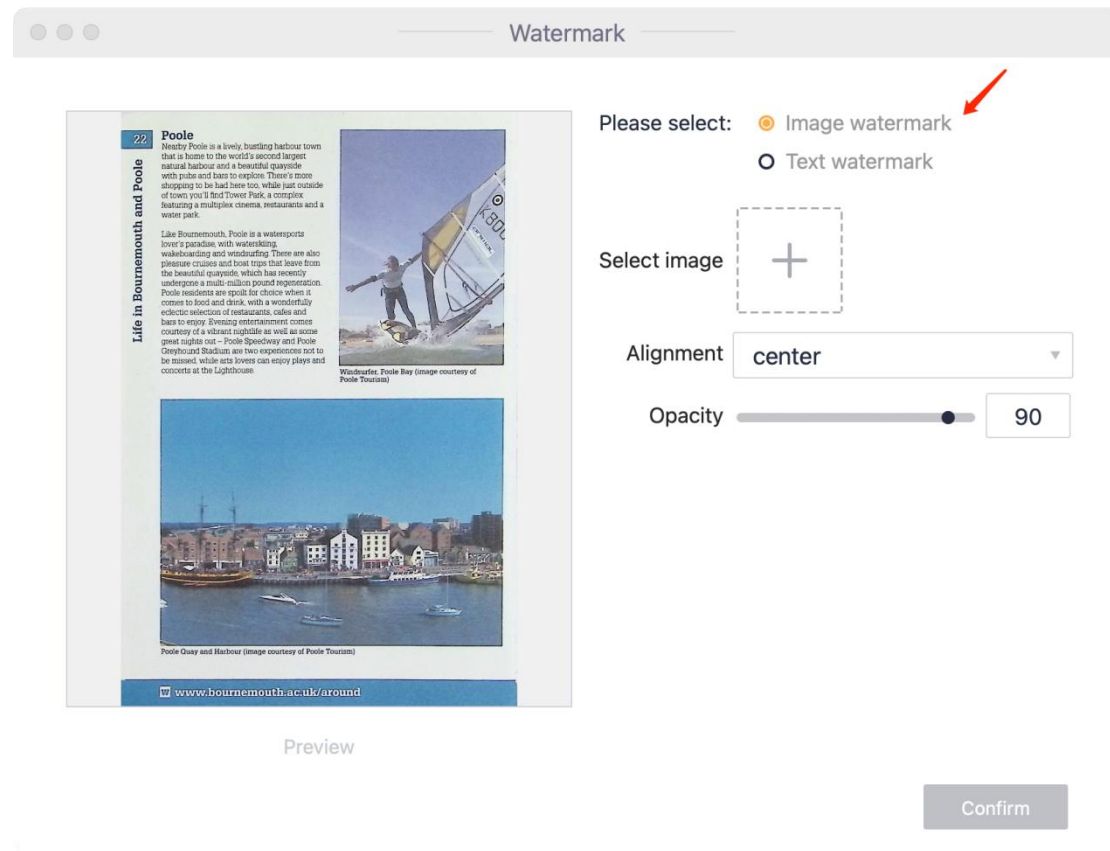 Watermark
22
Life in Bournemouth and Poole
Poole
Nearby Poole is a lively, bustling harbour town
that is home to the world's second largest
natural harbour and a beautiful quayside
with pubs and bars to explore. There's more
shopping to be had here too, while just outside
of town you'll find Tower Park, a complex
featuring a multiplex cinema, restaurants and a
water park.
Like Bournemouth, Poole is a watersports
lover's paradise, with waterskiing,
wakeboarding and windsurfing. There are also
pleasure cruises and boat trips that leave from
the beautiful quayside, which has recently
undergone a multi-million pound regeneration.
Poole residents are spoilt for choice when it
comes to food and drink, with a wonderfully
eclectic selection of restaurants, cafes and
bars to enjoy. Evening entertainment comes
courtesy of a vibrant nightlife as well as some
great nights out – Poole Speedway and Poole
Greyhound Stadium are two experiences not to
be missed, while arts lovers can enjoy plays and
concerts at the Lighthouse.
Windsurfer, Poole Bay (image courtesy of
Poole Tourism)
Poole Quay and Harbour (image courtesy of Poole Tourism)
W www.bournemouth.ac.uk/around
Preview
Please select:
Image watermark
Text watermark
Select image
Alignment center
Opacity 90
Confirm